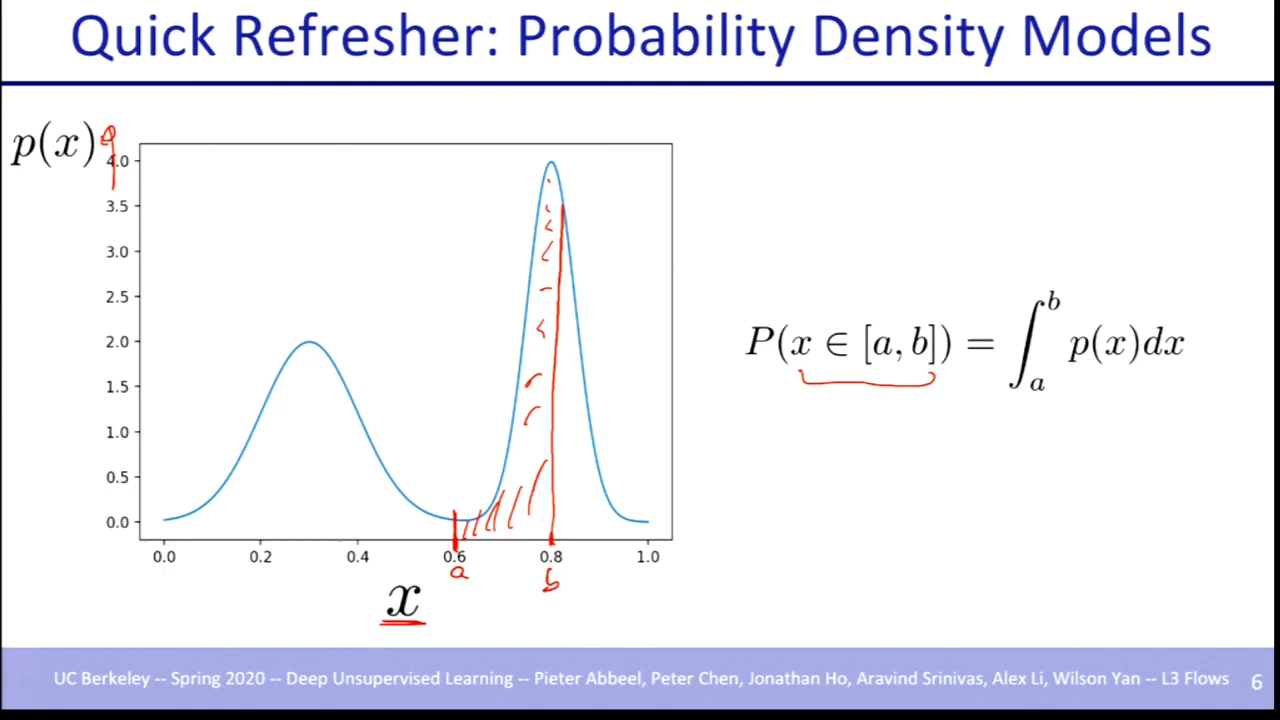 Quick Refresher: Probability Density Models
p(x)
4.0
3.5
3.0
2.5
2.0
1.5
1.0
0.5
0.0
0.0 0.2 0.4 0.6 0.8 1.0
a b
x
P(x ∈ [a, b]) = ∫_a^b p(x)dx
UC Berkeley -- Spring 2020 -- Deep Unsupervised Learning -- Pieter Abbeel, Peter Chen, Jonathan Ho, Aravind Srinivas, Alex Li, Wilson Yan -- L3 Flows 6